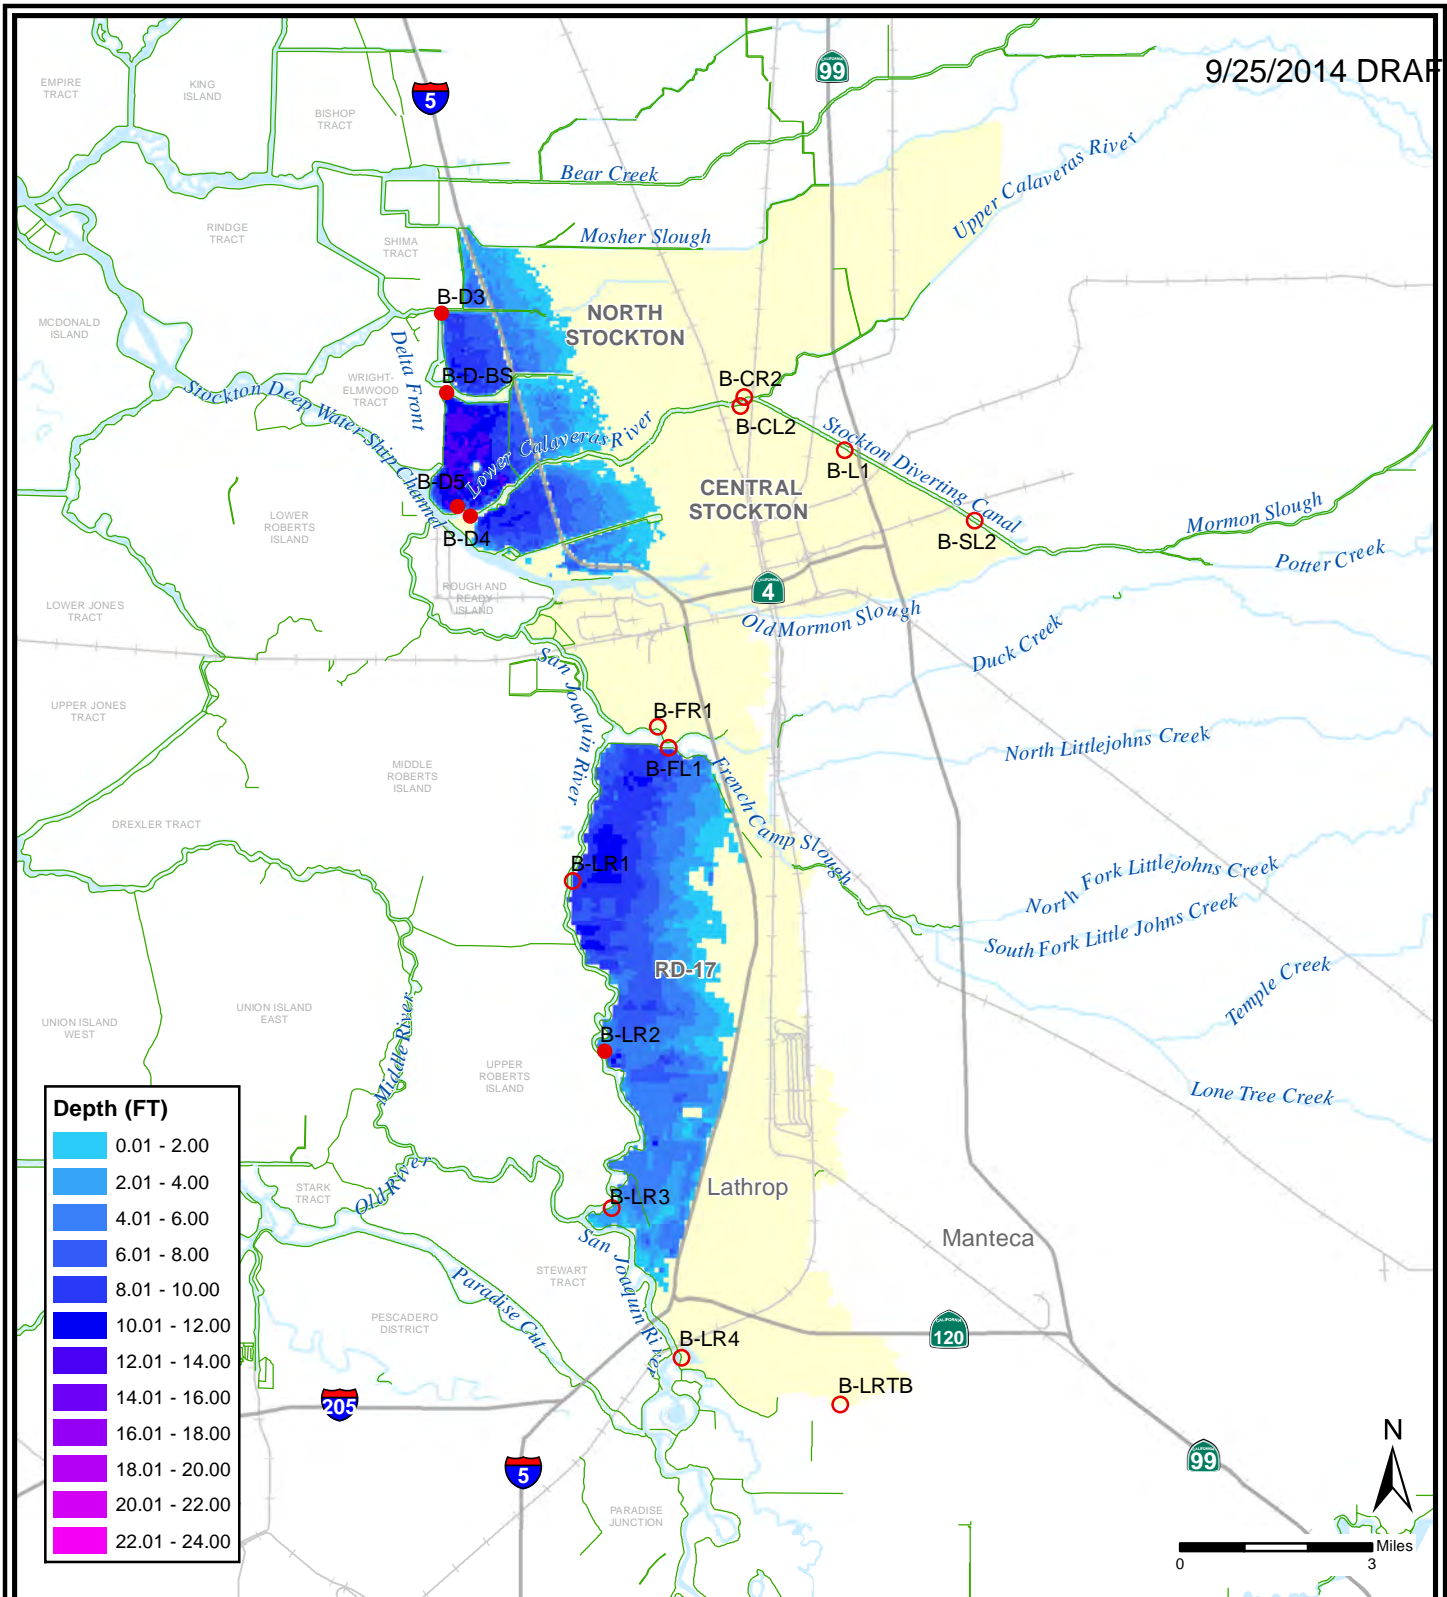 9/25/2014 DRAF
EMPIRE
TRACT
KING
ISLAND
BISHOP
TRACT
5
CALIFORNIA
99
Bear Creek
Upper Calaveras River
RINDGE
TRACT
SHIMA
TRACT
Mosher Slough
B-D3
NORTH
STOCKTON
MCDONALD
ISLAND
Delta Front
WRIGHT-
ELMWOOD
TRACT
B-D-BS
B-CR2
B-CL2
Stockton Deep Water Ship Channel
Lower Calaveras River
Stockton Diverting Canal
B-L1
B-D5
CENTRAL
STOCKTON
LOWER
ROBERTS
ISLAND
B-D4
B-SL2
Mormon Slough
Potter Creek
ROUGH AND
READY
ISLAND
CALIFORNIA
4
LOWER JONES
TRACT
Old Mormon Slough
Duck Creek
San Joaquin River
UPPER JONES
TRACT
B-FR1
B-FL1
North Littlejohns Creek
MIDDLE
ROBERTS
ISLAND
French Camp Slough
DREXLER TRACT
B-LR1
North Fork Littlejohns Creek
South Fork Little Johns Creek
RD-17
Temple Creek
UNION ISLAND
WEST
UNION ISLAND
EAST
Middle River
B-LR2
UPPER
ROBERTS
ISLAND
Lone Tree Creek
STARK
TRACT
Old River
Lathrop
B-LR3
Manteca
San Joaquin River
STEWART
TRACT
Paradise Cut
PESCADERO
DISTRICT
CALIFORNIA
120
B-LR4
B-LRTB
205
5
CALIFORNIA
99
PARADISE
JUNCTION
Depth (FT)
0.01 - 2.00
2.01 - 4.00
4.01 - 6.00
6.01 - 8.00
8.01 - 10.00
10.01 - 12.00
12.01 - 14.00
14.01 - 16.00
16.01 - 18.00
18.01 - 20.00
20.01 - 22.00
22.01 - 24.00
N
Miles
0 3